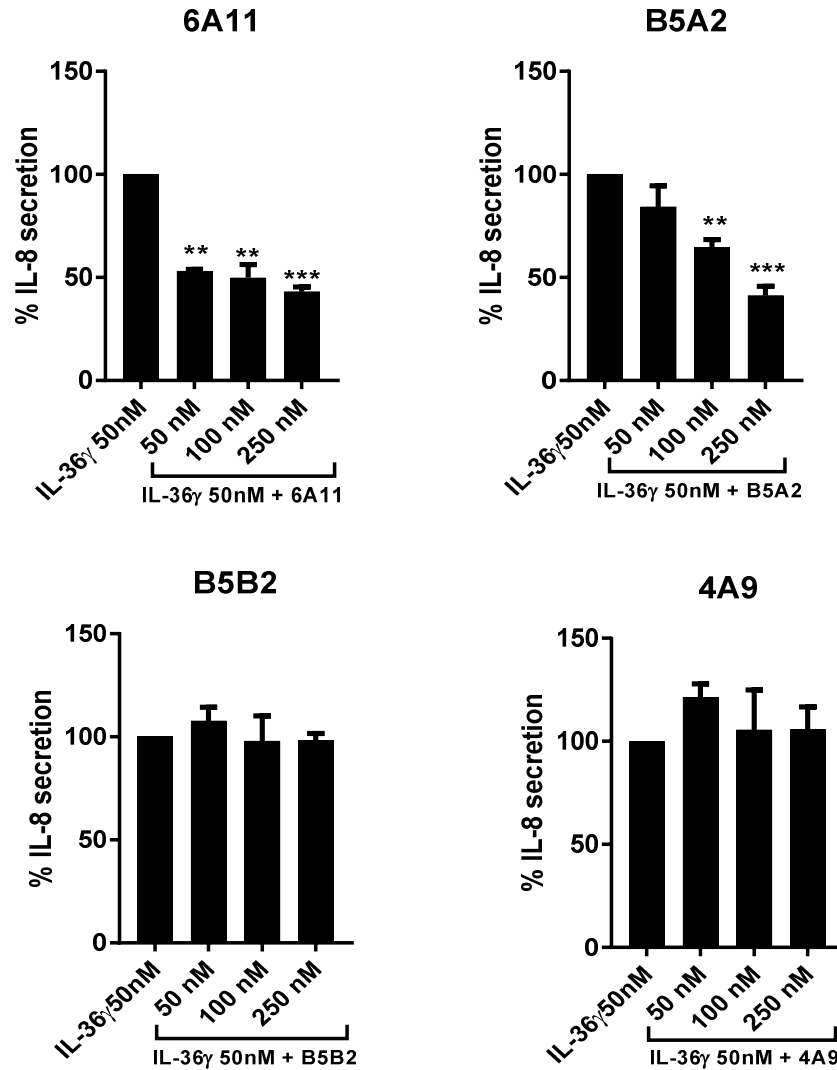 6A11
% IL-8 secretion
150
100
50
0
**
**
***
IL-36γ 50nM
50 nM
100 nM
250 nM
IL-36γ 50nM + 6A11
B5A2
% IL-8 secretion
150
100
50
0
**
***
IL-36γ50nM
50 nM
100 nM
250 nM
IL-36γ 50nM + B5A2
B5B2
% IL-8 secretion
150
100
50
0
IL-36γ50nM
50 nM
100 nM
250 nM
IL-36γ 50nM + B5B2
4A9
% IL-8 secretion
150
100
50
0
IL-36γ50nM
50 nM
100 nM
250 nM
IL-36γ 50nM + 4A9